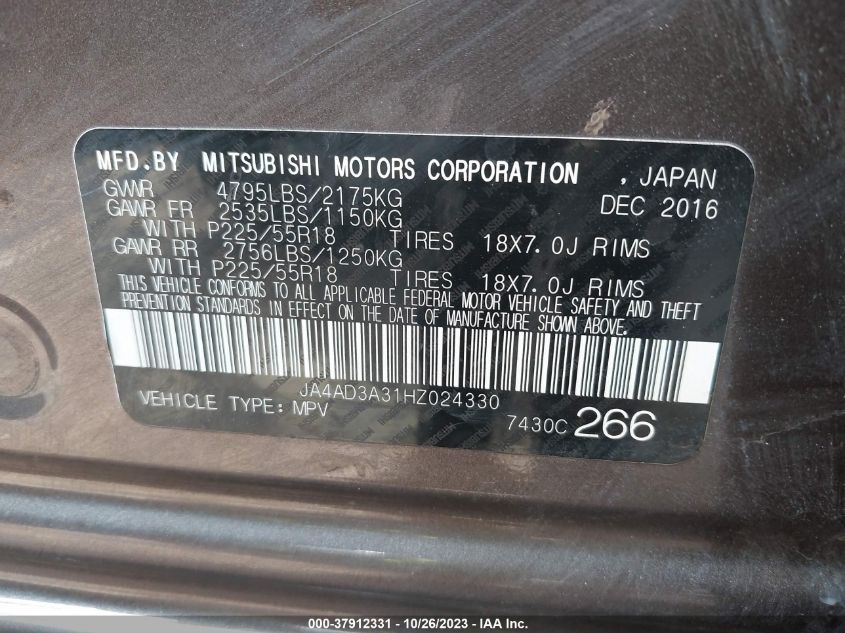 MFD.BY MITSUBISHI MOTORS CORPORATION . JAPAN
GVWR 4795LBS/2175KG DEC 2016
GAWR FR 2535LBS/1150KG
WITH P225/55R18 TIRES 18X7.0J RIMS
GAWR RR 2756LBS/1250KG
WITH P225/55R18 TIRES 18X7.0J RIMS
THIS VEHICLE CONFORMS TO ALL APPLICABLE FEDERAL MOTOR VEHICLE SAFETY AND THEFT
PREVENTION STANDARDS IN EFFECT ON THE DATE OF MANUFACTURE SHOWN ABOVE.
JA4AD3A31HZ024330
VEHICLE TYPE: MPV
7430C 266
000-37912331 / 10/26/2023 / IAA Inc.